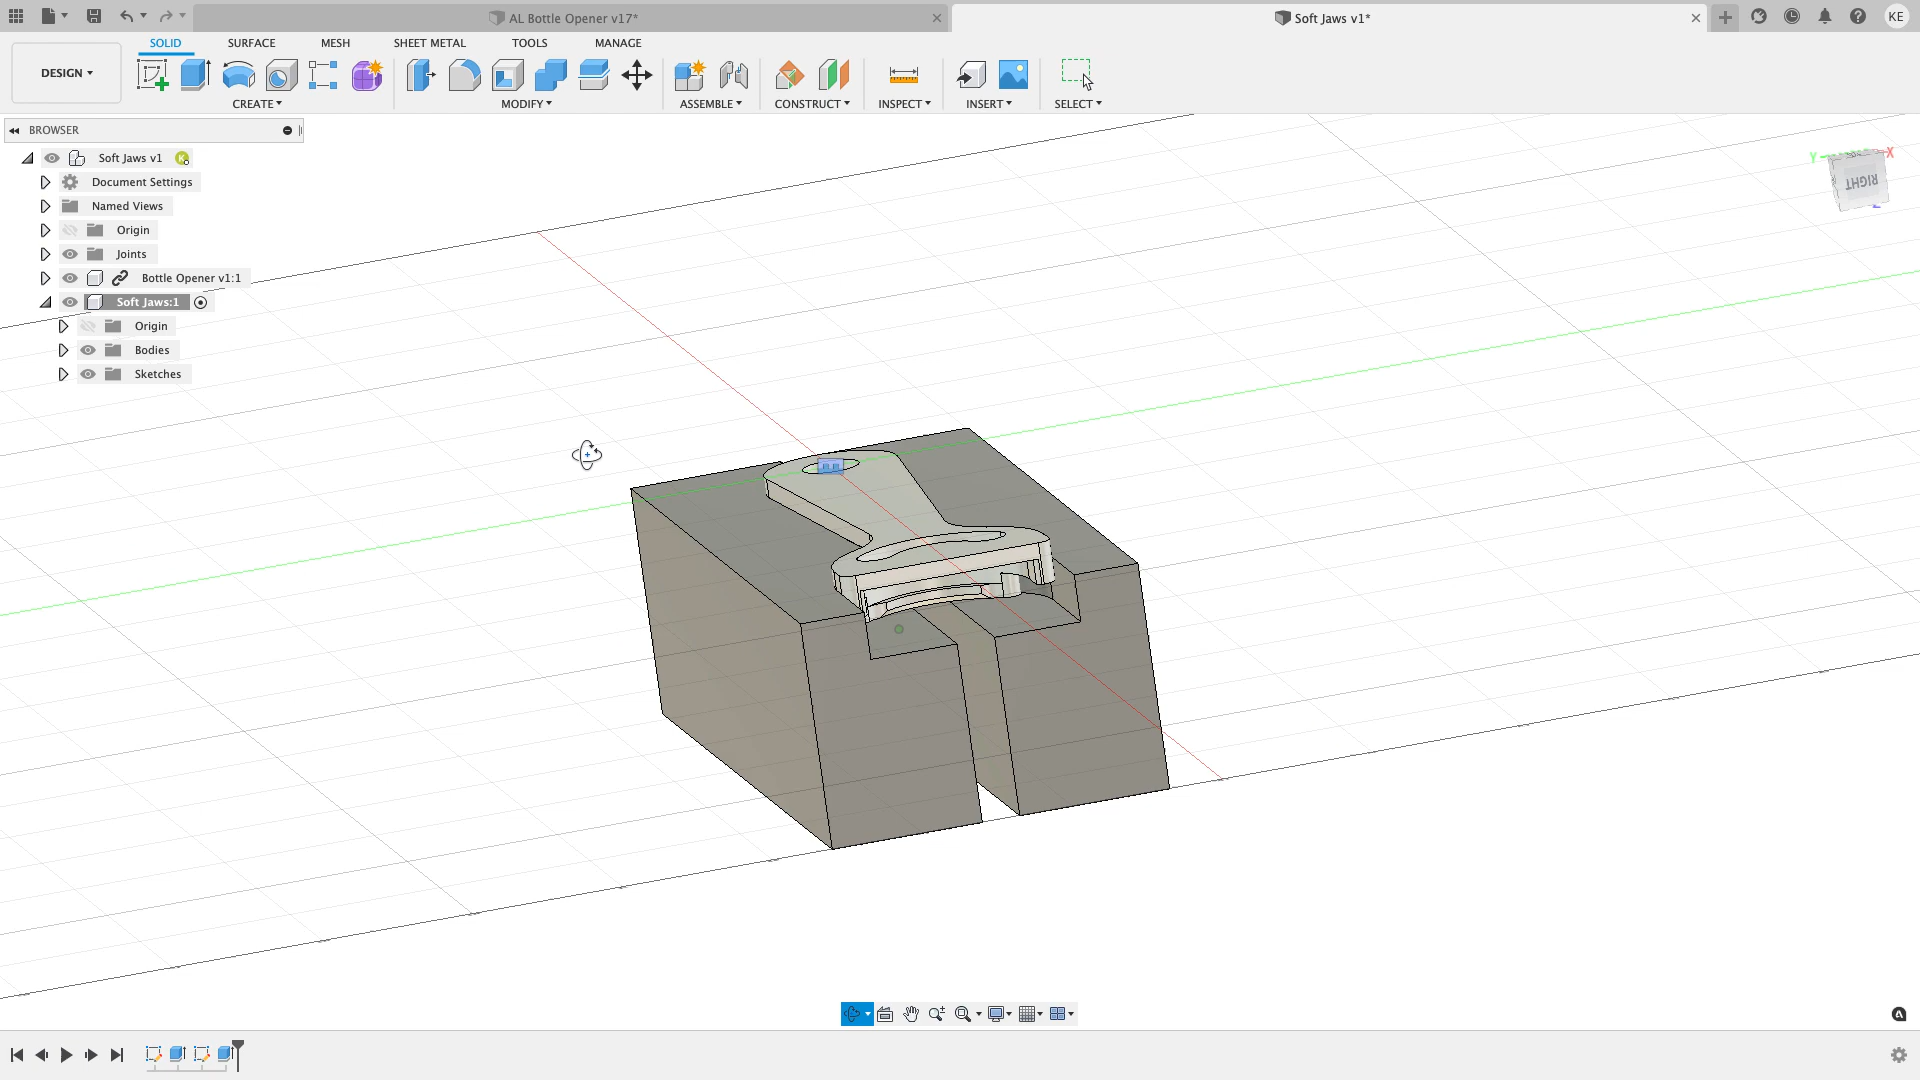 AL Bottle Opener v17*
Soft Jaws v1*
KE
DESIGN
SOLID
SURFACE
MESH
SHEET METAL
TOOLS
MANAGE
CREATE
MODIFY
ASSEMBLE
CONSTRUCT
INSPECT
INSERT
SELECT
BROWSER
Soft Jaws v1
Document Settings
Named Views
Origin
Joints
Bottle Opener v1:1
Soft Jaws:1
Origin
Bodies
Sketches
Y
X
RIGHT